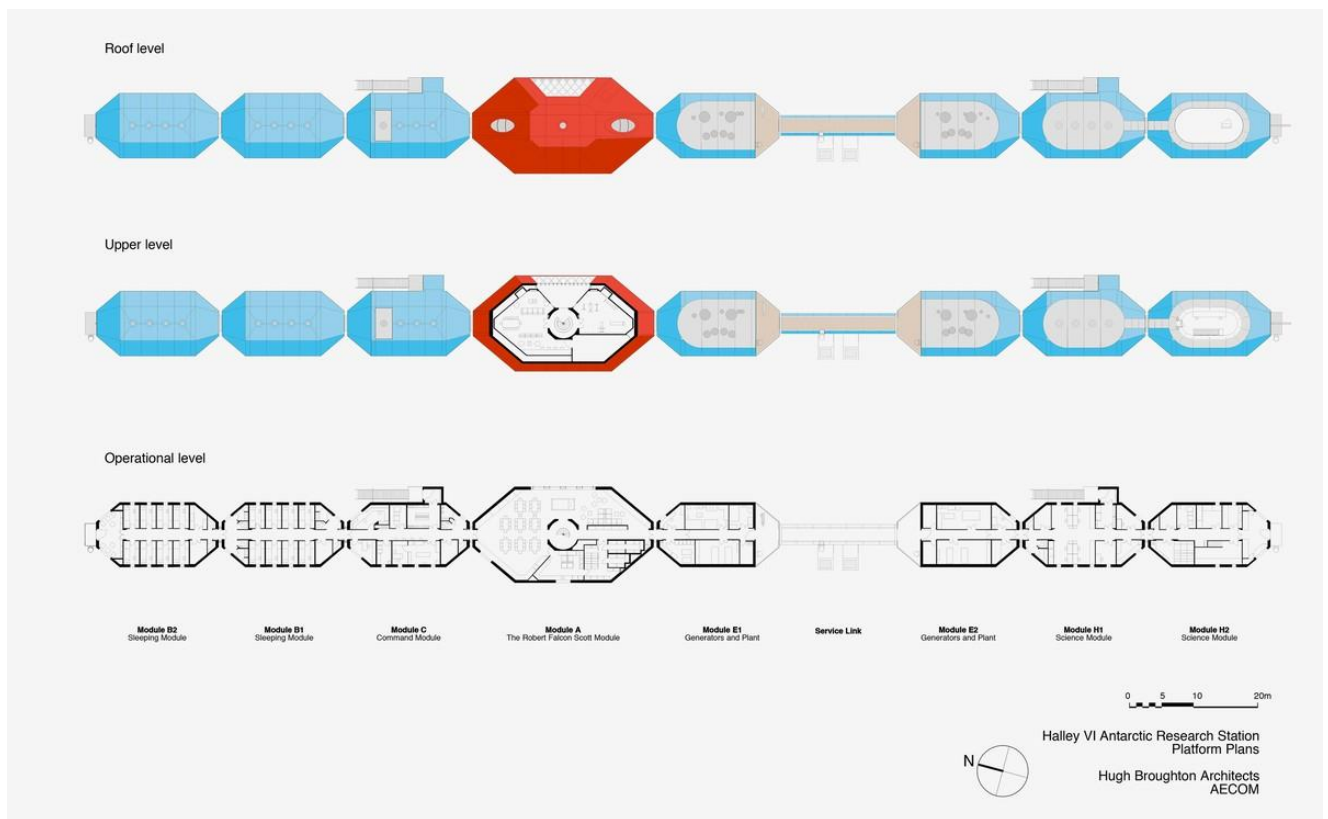 Roof level
Upper level
Operational level
Module B2
Sleeping Module
Module B1
Sleeping Module
Module C
Command Module
Module A
The Robert Falcon Scott Module
Module E1
Generators and Plant
Service Link
Module E2
Generators and Plant
Module H1
Science Module
Module H2
Science Module
0 5 10 20m
Halley VI Antarctic Research Station
Platform Plans
N
Hugh Broughton Architects
AECOM